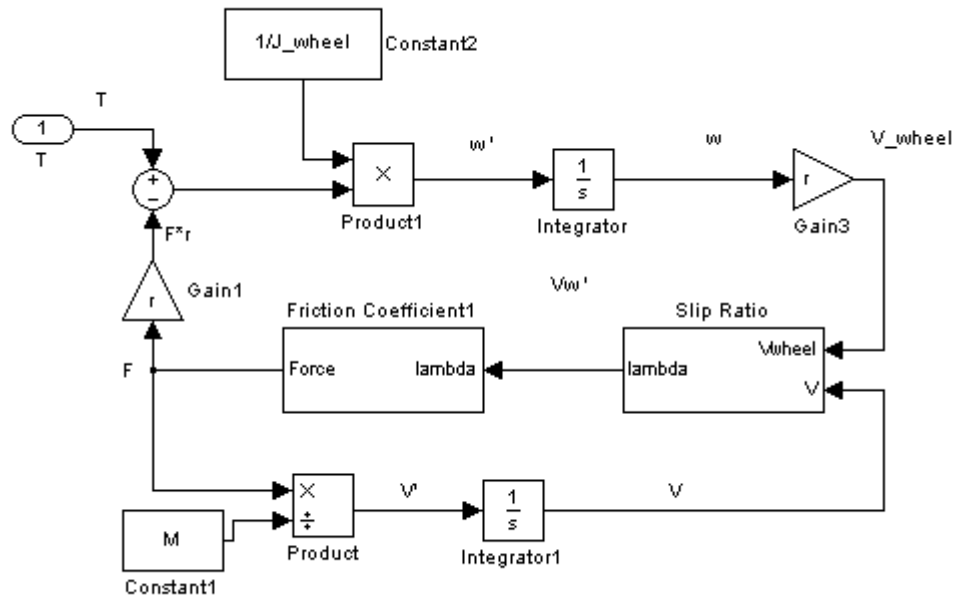 1/J_wheel
Constant2
T
1
T
+
−
×
Product1
w'
1
s
Integrator
w
r
Gain3
V_wheel
F*r
r
Gain1
Vw'
Friction Coefficient1
Force
lambda
Slip Ratio
Vwheel
lambda
V
F
×
÷
Product
V'
1
s
Integrator1
V
M
Constant1